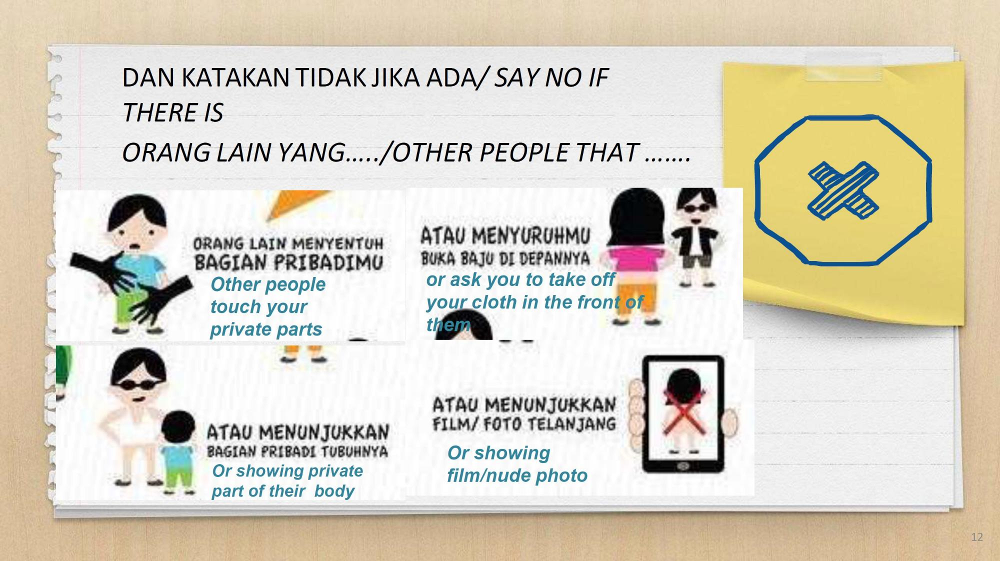 DAN KATAKAN TIDAK JIKA ADA/ SAY NO IF
THERE IS
ORANG LAIN YANG...../OTHER PEOPLE THAT .......
ORANG LAIN MENYENTUH
BAGIAN PRIBADIMU
Other people
touch your
private parts
ATAU MENYURUHMU
BUKA BAJU DI DEPANNYA
or ask you to take off
your cloth in the front of
them
ATAU MENUNJUKKAN
BAGIAN PRIBADI TUBUHNYA
Or showing private
part of their  body
ATAU MENUNJUKKAN
FILM/ FOTO TELANJANG
Or showing
film/nude photo
12